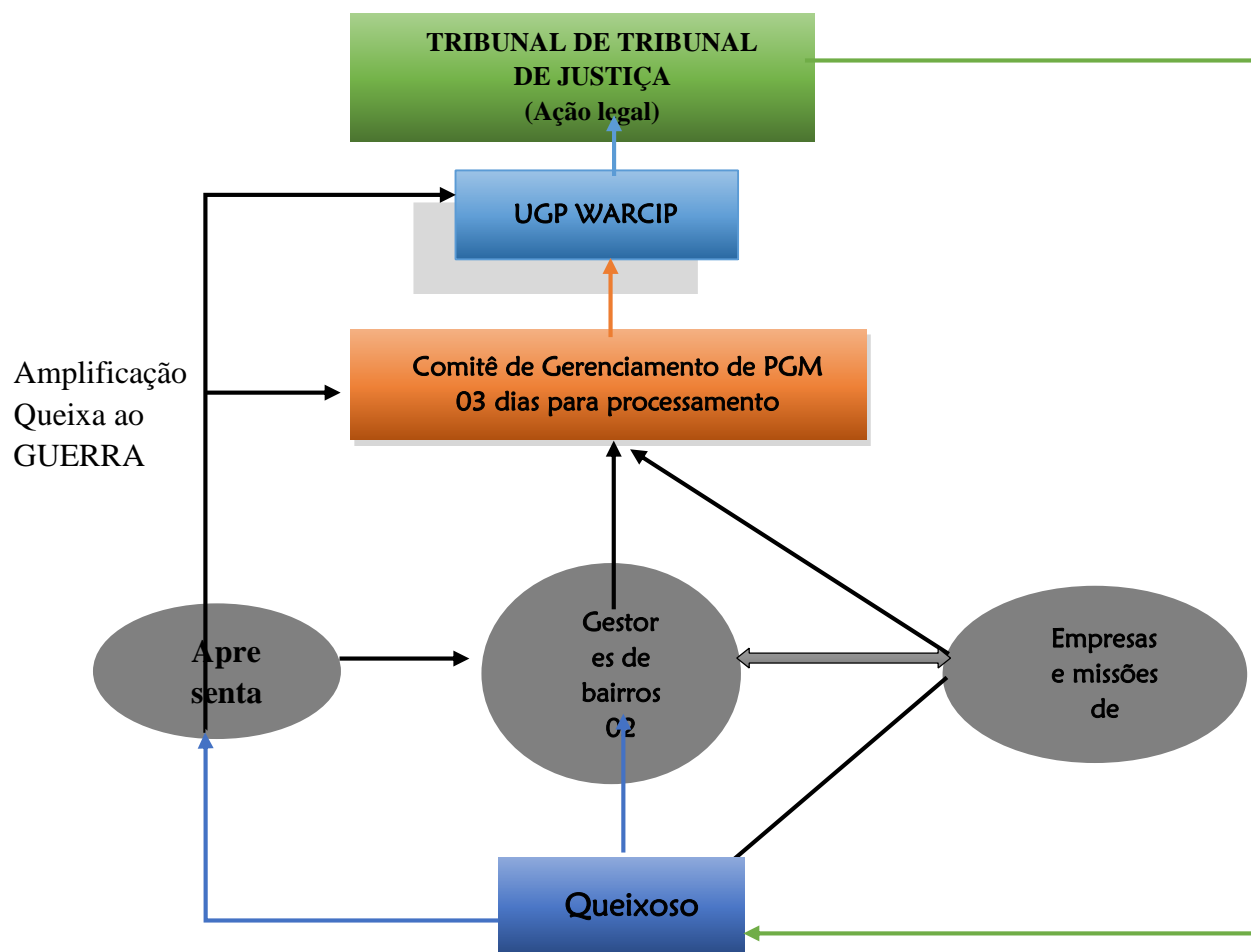 TRIBUNAL DE TRIBUNAL
DE JUSTIÇA
(Ação legal)
UGP WARCIP
Comitê de Gerenciamento de PGM
03 dias para processamento
Amplificação
Queixa ao
GUERRA
Apre
senta
Gestor
es de
bairros
02
Empresas
e missões
de
Queixoso